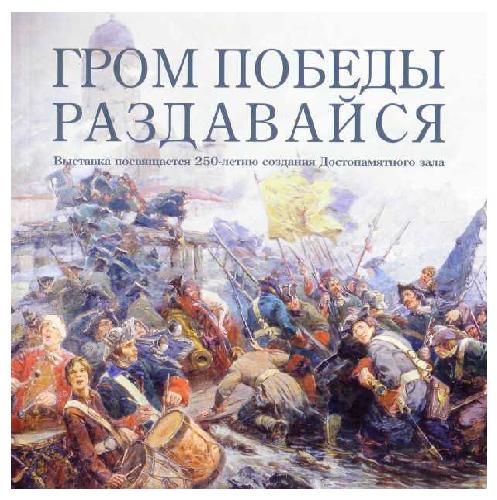 ГРОМ ПОБЕДЫ
РАЗДАВАЙСЯ
Выставка посвящается 250-летию создания Достопамятного зала